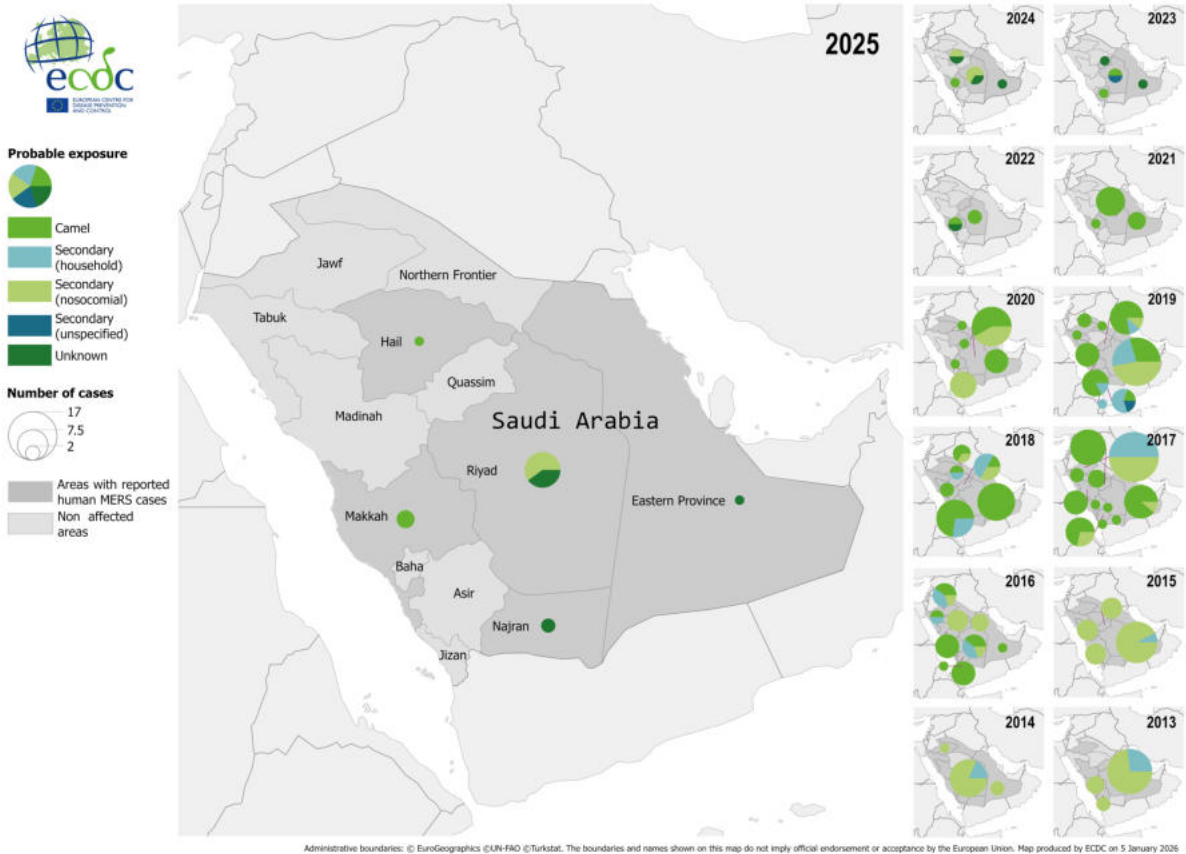 ecdc
EUROPEAN CENTRE FOR
DISEASE PREVENTION
AND CONTROL
Probable exposure
Camel
Secondary
(household)
Secondary
(nosocomial)
Secondary
(unspecified)
Unknown
Number of cases
17
7.5
2
Areas with reported
human MERS cases
Non affected
areas
2025
Jawf
Northern Frontier
Tabuk
Hail
Quassim
Madinah
Saudi Arabia
Riyad
Eastern Province
Makkah
Baha
Asir
Najran
Jizan
2024
2023
2022
2021
2020
2019
2018
2017
2016
2015
2014
2013
Administrative boundaries: © EuroGeographics ©UN-FAO ©Turkstat. The boundaries and names shown on this map do not imply official endorsement or acceptance by the European Union. Map produced by ECDC on 5 January 2026